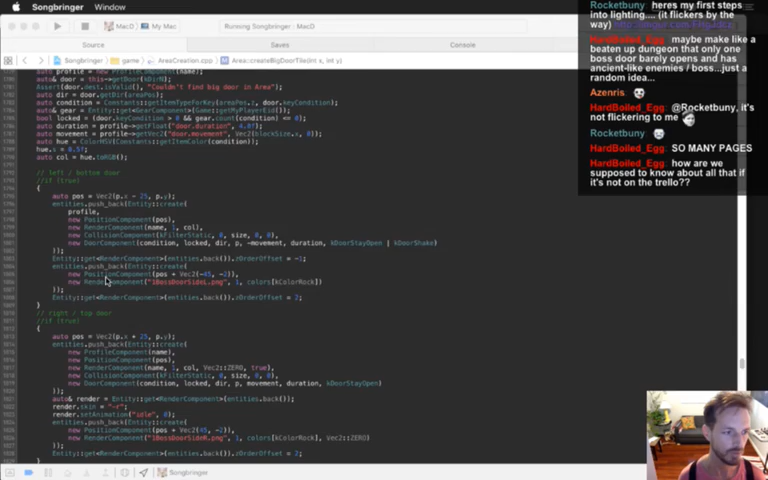 Songbringer Window
MacD My Mac
Running Songbringer : MacD
Source
Saves
Console
Songbringer game AreaCreation.cpp Area::createBigDoorTile(int x, int y)
auto profile = new ProfileComponent(name);
auto& door = this->getDoor(kDirN);
Assert(door.dest.isValid(), "Couldn't find big door in Area");
auto dir = door.getDir(areaPos);
auto condition = Constants::getItemTypeForKey(areaPos.z, door.keyCondition);
auto& gear = Entity::get<GearComponent>(Games::getMyPlayerEid());
bool locked = (door.keyCondition > 0 && gear.count(condition) <= 0);
auto duration = profile->getFloat("door.duration", 4.0f);
auto movement = profile->getVec2("door.movement", Vec2(blockSize.x, 0));
auto hue = ColorHSV(Constants::getItemColor(condition));
hue.s = 0.5f;
auto col = hue.toRGB();
// left / bottom door
//if (true)
{
auto pos = Vec2(p.x - 25, p.y);
entities.push_back(Entity::create(
profile,
new PositionComponent(pos),
new RenderComponent(name, 1, col),
new CollisionComponent(kFilterStatic, 0, size, 0, 0),
new DoorComponent(condition, locked, dir, p, -movement, duration, kDoorStayOpen | kDoorShake)
));
Entity::get<RenderComponent>(entities.back()).zOrderOffset = -1;
entities.push_back(Entity::create(
new PositionComponent(pos + Vec2(-45, -2)),
new RenderComponent("1BossDoorSideL.png", 1, colors[kColorRock])
));
Entity::get<RenderComponent>(entities.back()).zOrderOffset = 2;
}
// right / top door
//if (true)
{
auto pos = Vec2(p.x + 25, p.y);
entities.push_back(Entity::create(
new ProfileComponent(name),
new PositionComponent(pos),
new RenderComponent(name, 1, col, Vec2::ZERO, true),
new CollisionComponent(kFilterStatic, 0, size, 0, 0),
new DoorComponent(condition, locked, dir, p, movement, duration, kDoorStayOpen)
));
auto& render = Entity::get<RenderComponent>(entities.back());
render.skin = "-r";
render.setAnimation("idle", 0);
entities.push_back(Entity::create(
new PositionComponent(pos + Vec2(45, -2)),
new RenderComponent("1BossDoorSideR.png", 1, colors[kColorRock], Vec2::ZERO)
));
Entity::get<RenderComponent>(entities.back()).zOrderOffset = 2;
Songbringer
Rocketbuny: heres my first steps
into lighting.... (it flickers by the
way)
HardBoiled_Egg: maybe make like a
beaten up dungeon that only one
boss door barely opens and has
ancient-like enemies / boss...just a
random idea...
Azenris:
HardBoiled_Egg: @Rocketbuny, it's
not flickering to me
Rocketbuny:
HardBoiled_Egg: SO MANY PAGES
HardBoiled_Egg: how are we
supposed to know about all that if
it's not on the trello??